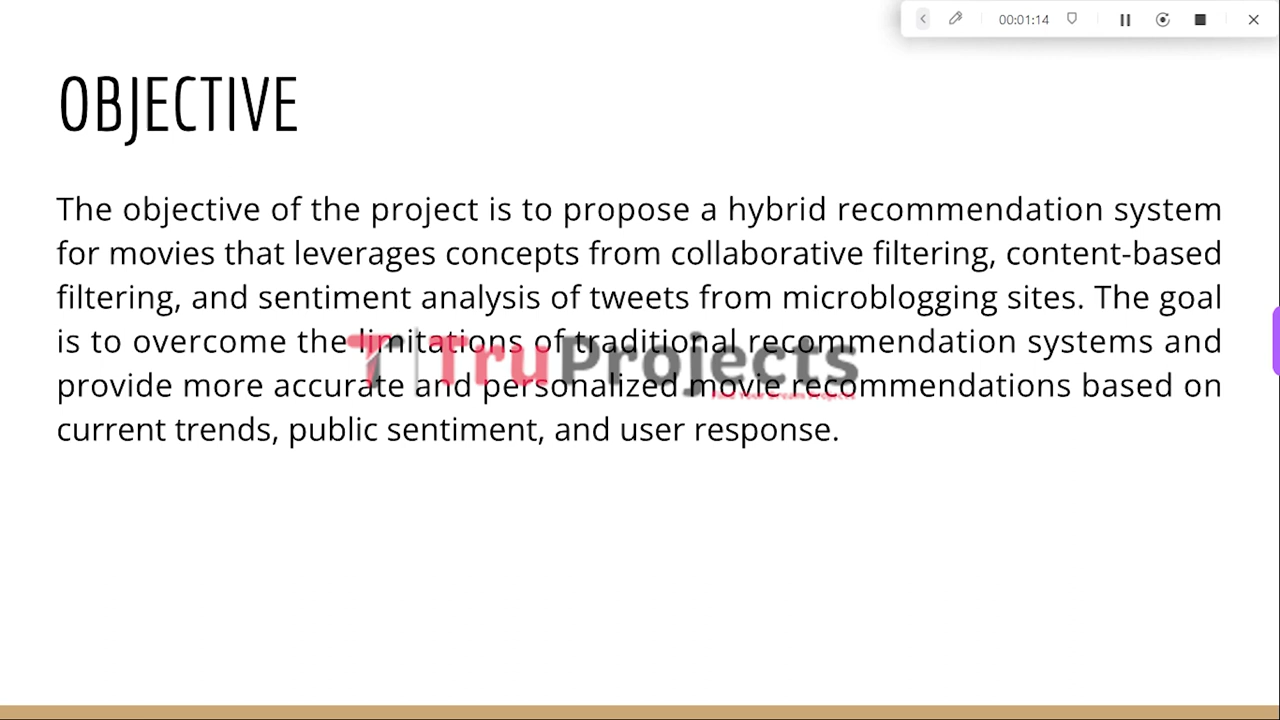 00:01:14
OBJECTIVE
The objective of the project is to propose a hybrid recommendation system
for movies that leverages concepts from collaborative filtering, content-based
filtering, and sentiment analysis of tweets from microblogging sites. The goal
is to overcome the limitations of traditional recommendation systems and
TruProjects
provide more accurate and personalized movie recommendations based on
current trends, public sentiment, and user response.